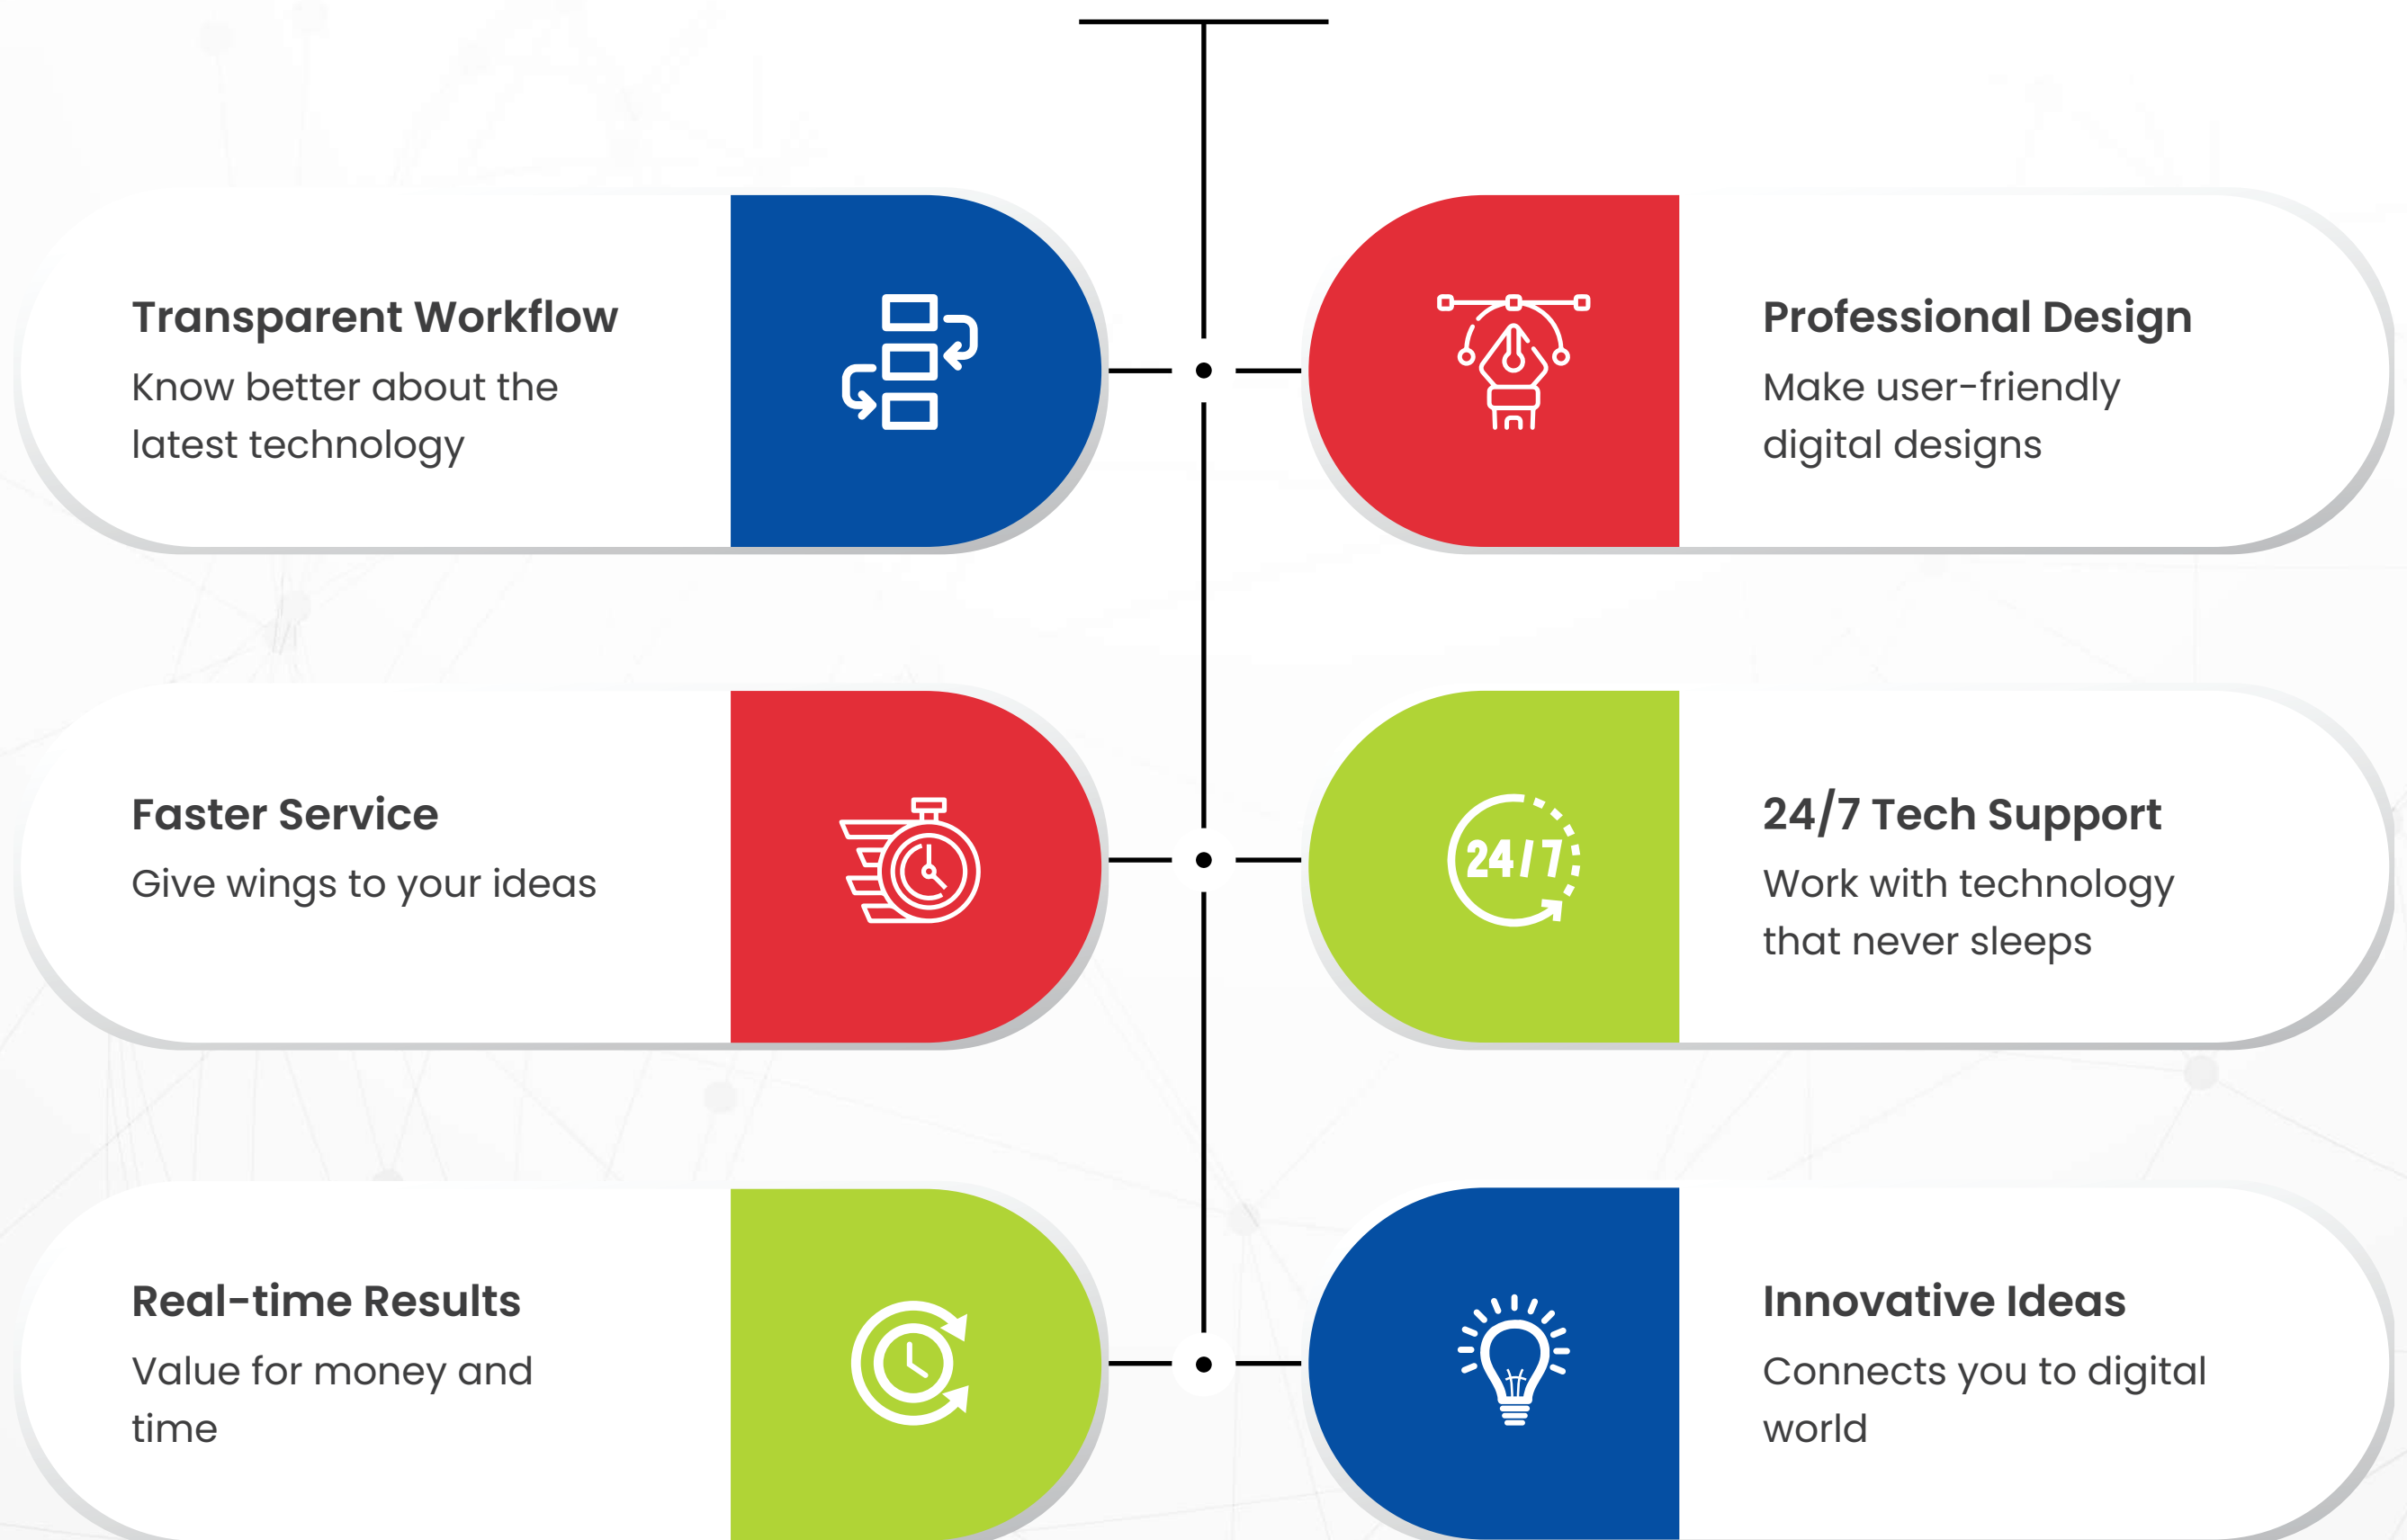 Transparent Workflow
Know better about the
latest technology
Professional Design
Make user-friendly
digital designs
Faster Service
Give wings to your ideas
24/7
24/7 Tech Support
Work with technology
that never sleeps
Real-time Results
Value for money and
time
Innovative Ideas
Connects you to digital
world